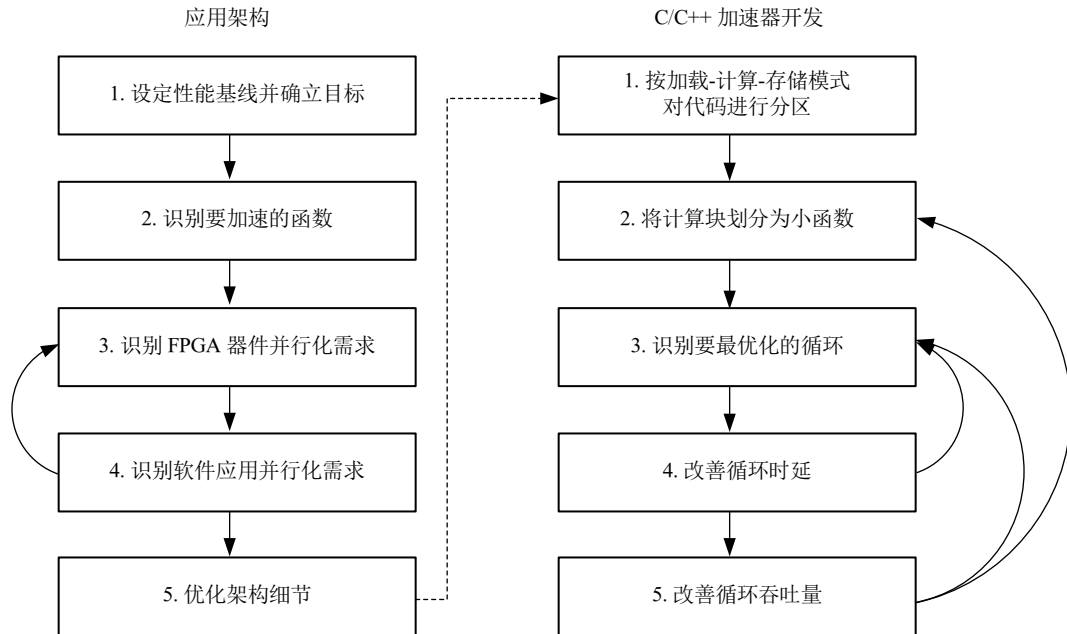 应用架构
1. 设定性能基线并确立目标
2. 识别要加速的函数
3. 识别 FPGA 器件并行化需求
4. 识别软件应用并行化需求
5. 优化架构细节
C/C++ 加速器开发
1. 按加载-计算-存储模式
对代码进行分区
2. 将计算块划分为小函数
3. 识别要最优化的循环
4. 改善循环时延
5. 改善循环吞吐量